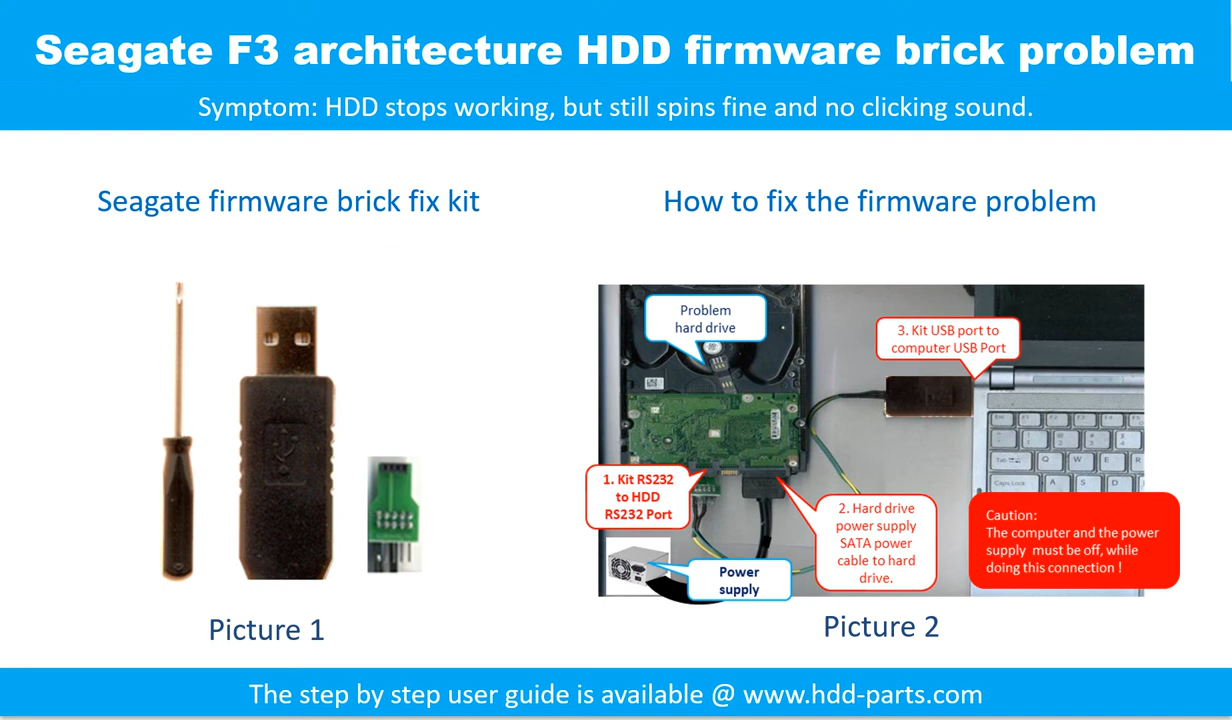 Seagate F3 architecture HDD firmware brick problem
Symptom: HDD stops working, but still spins fine and no clicking sound.
Seagate firmware brick fix kit
How to fix the firmware problem
Problem
hard drive
3. Kit USB port to
computer USB Port
1. Kit RS232
to HDD
RS232 Port
2. Hard drive
power supply
SATA power
cable to hard
drive.
Caution:
The computer and the power
supply  must be off, while
doing this connection !
Power
supply
Tab
Q
W
E
R
Caps Lock
A
S
D
Picture 1
Picture 2
The step by step user guide is available @ www.hdd-parts.com